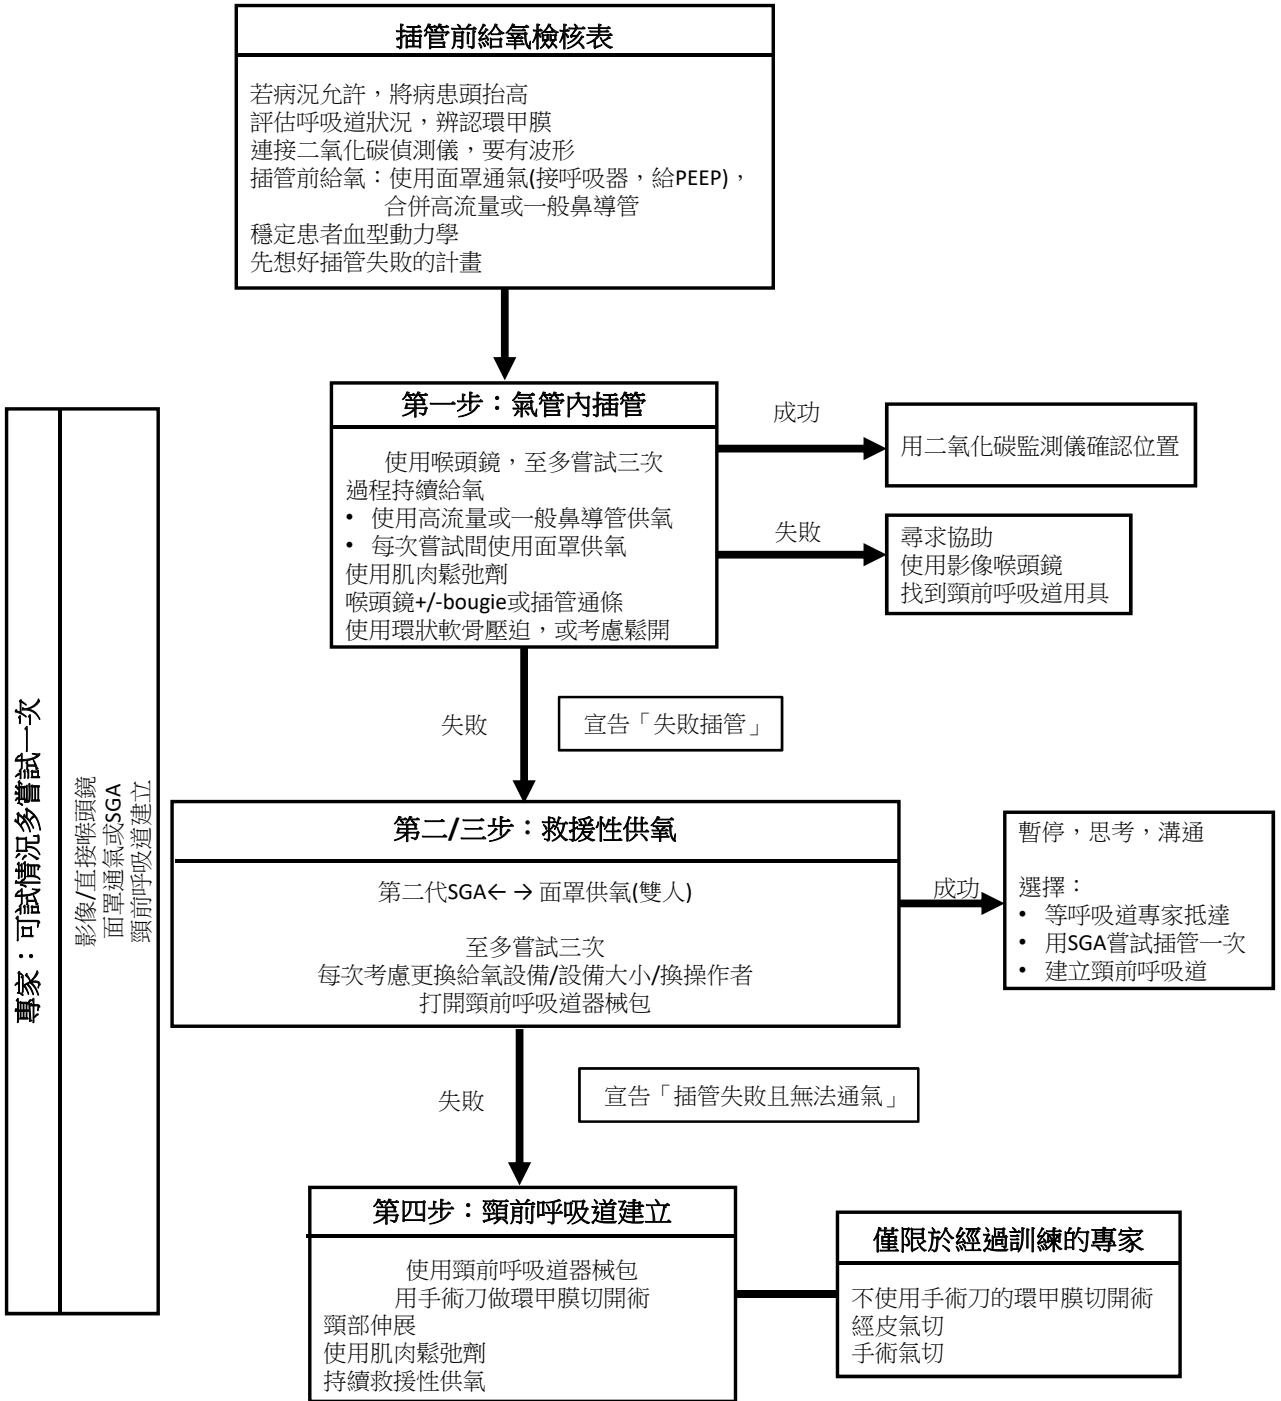 插管前給氧檢核表
若病況允許，將病患頭抬高
評估呼吸道狀況，辨認環甲膜
連接二氧化碳偵測儀，要有波形
插管前給氧：使用面罩通氣(接呼吸器，給PEEP)，
合併高流量或一般鼻導管
穩定患者血型動力學
先想好插管失敗的計畫
第一步：氣管內插管
使用喉頭鏡，至多嘗試三次
過程持續給氧
• 使用高流量或一般鼻導管供氧
• 每次嘗試間使用面罩供氧
使用肌肉鬆弛劑
喉頭鏡+/-bougie或插管通條
使用環狀軟骨壓迫，或考慮鬆開
成功
用二氧化碳監測儀確認位置
失敗
尋求協助
使用影像喉頭鏡
找到頸前呼吸道用具
失敗
宣告「失敗插管」
專家：可試情況多嘗試一次
影像/直接喉頭鏡
面罩通氣或SGA
頸前呼吸道建立
第二/三步：救援性供氧
第二代SGA← → 面罩供氧(雙人)
至多嘗試三次
每次考慮更換給氧設備/設備大小/換操作者
打開頸前呼吸道器械包
成功
暫停，思考，溝通
選擇：
• 等呼吸道專家抵達
• 用SGA嘗試插管一次
• 建立頸前呼吸道
失敗
宣告「插管失敗且無法通氣」
第四步：頸前呼吸道建立
使用頸前呼吸道器械包
用手術刀做環甲膜切開術
頸部伸展
使用肌肉鬆弛劑
持續救援性供氧
僅限於經過訓練的專家
不使用手術刀的環甲膜切開術
經皮氣切
手術氣切